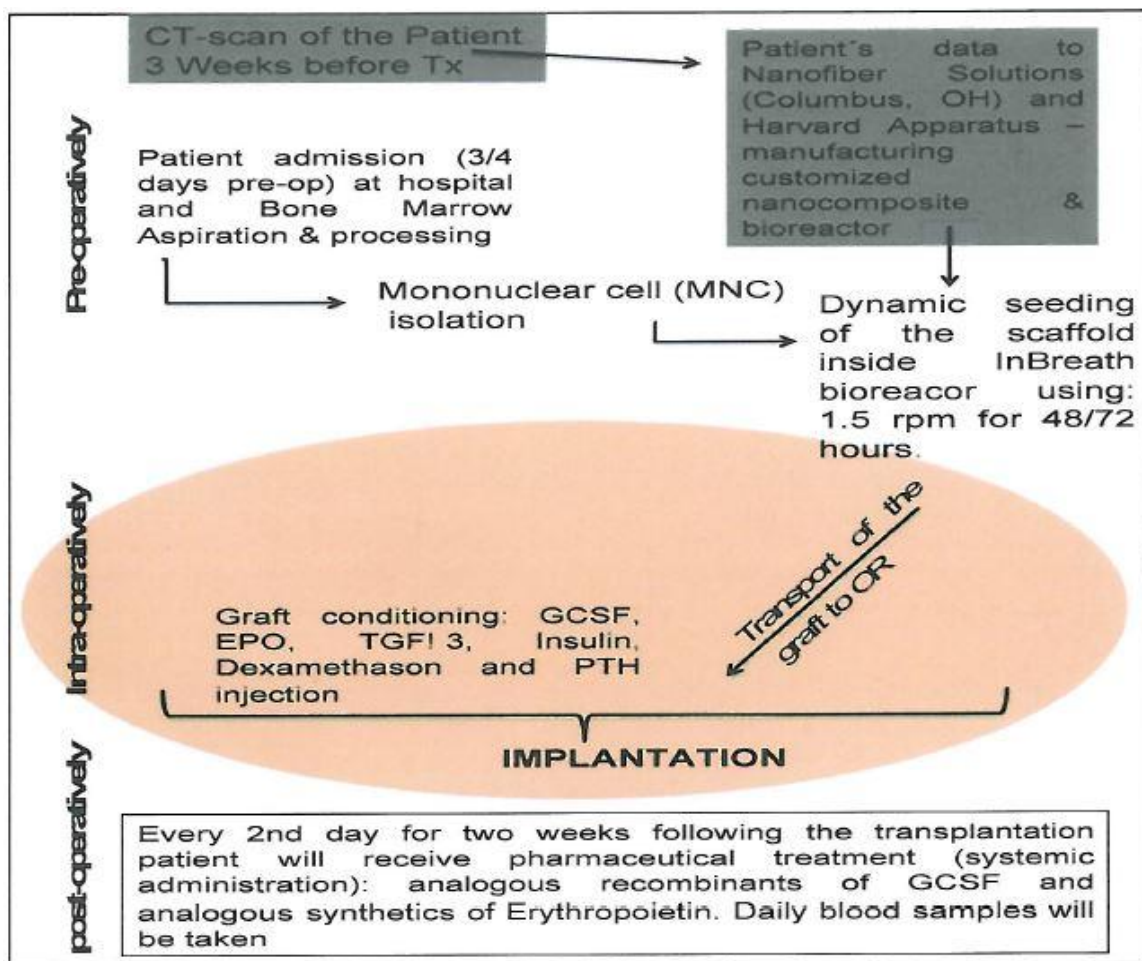 CT-scan of the Patient
3 Weeks before Tx
Patient´s data to
Nanofiber Solutions
(Columbus, OH) and
Harvard Apparatus –
manufacturing
customized
nanocomposite &
bioreactor
Pre-operatively
Patient admission (3/4
days pre-op) at hospital
and Bone Marrow
Aspiration & processing
Mononuclear cell (MNC)
isolation
Dynamic seeding
of the scaffold
inside InBreath
bioreacor using:
1.5 rpm for 48/72
hours.
Intra-operatively
Transport of the
graft to OR
Graft conditioning: GCSF,
EPO, TGF! 3, Insulin,
Dexamethason and PTH
injection
IMPLANTATION
post-operatively
Every 2nd day for two weeks following the transplantation
patient will receive pharmaceutical treatment (systemic
administration): analogous recombinants of GCSF and
analogous synthetics of Erythropoietin. Daily blood samples will
be taken